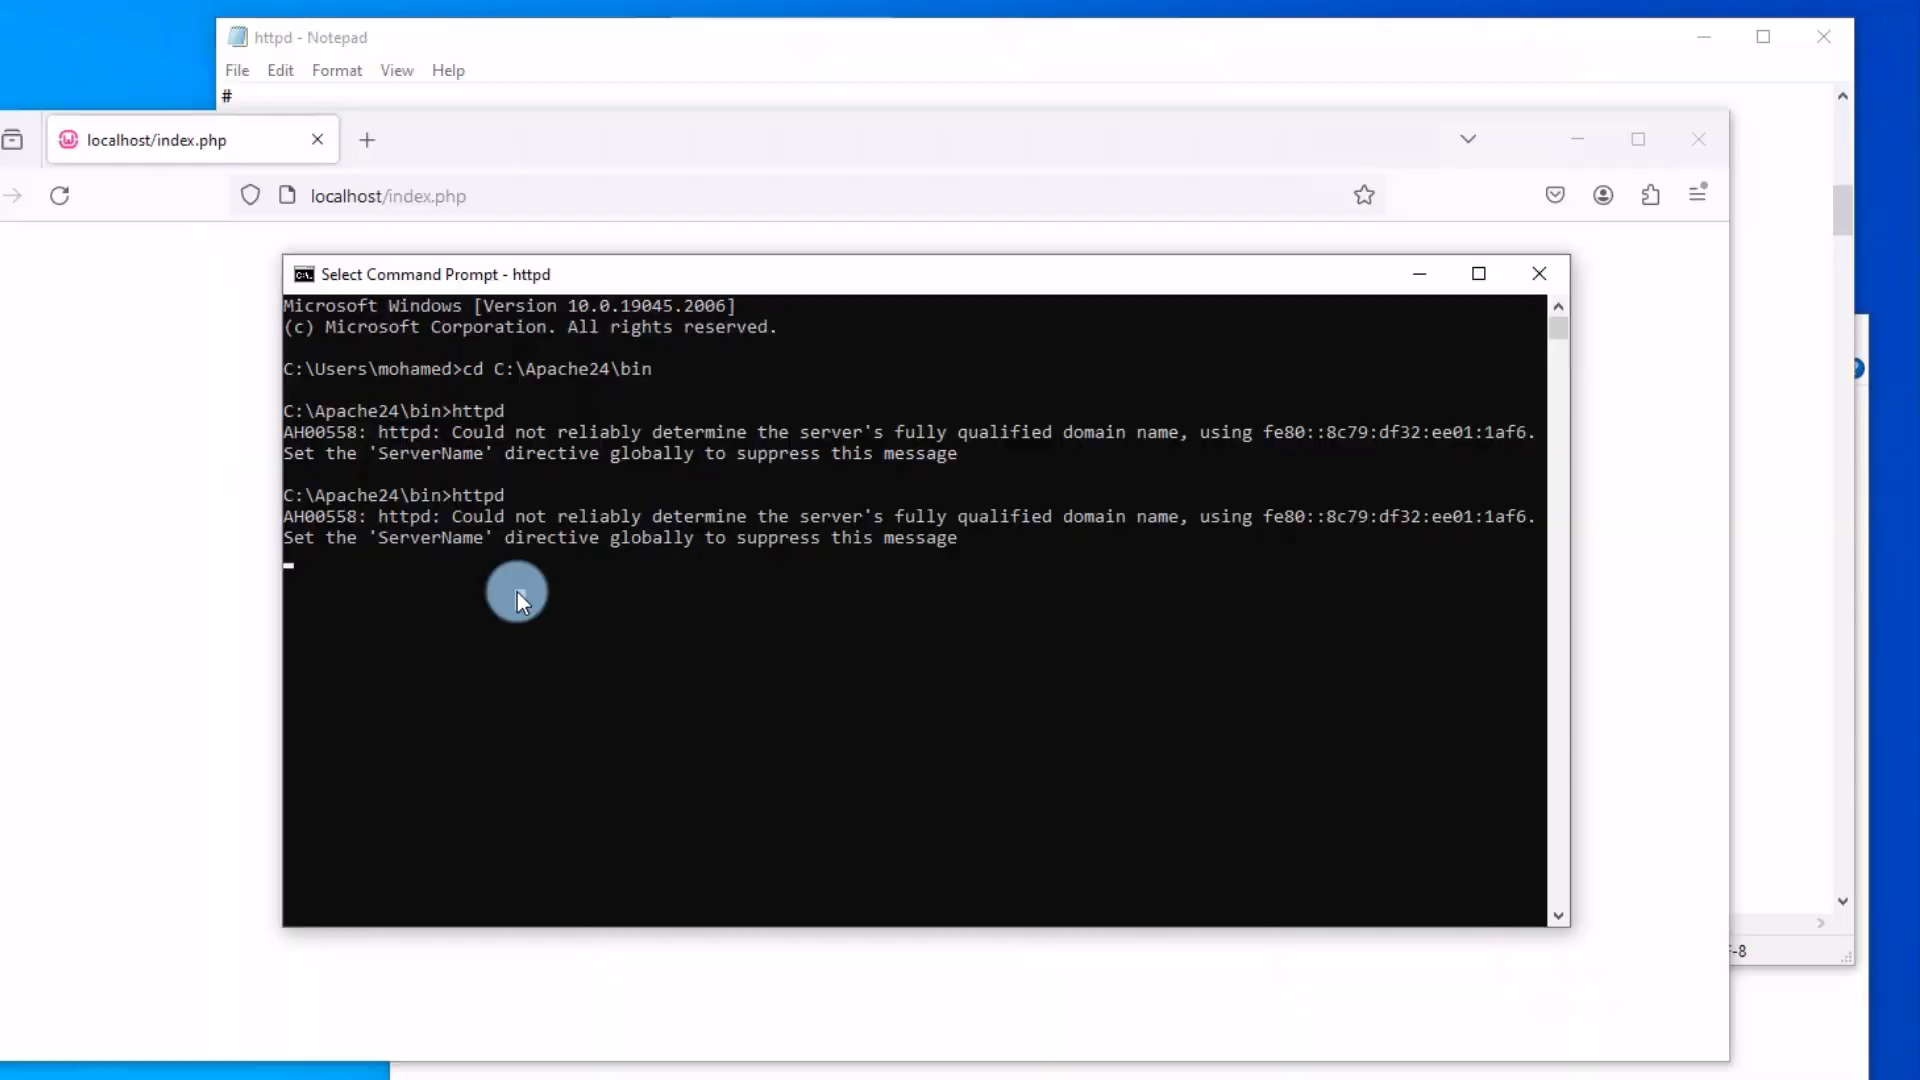 httpd - Notepad
File Edit Format View Help
#
localhost/index.php
localhost/index.php
Select Command Prompt - httpd
Microsoft Windows [Version 10.0.19045.2006]
(c) Microsoft Corporation. All rights reserved.
C:\Users\mohamed>cd C:\Apache24\bin
C:\Apache24\bin>httpd
AH00558: httpd: Could not reliably determine the server's fully qualified domain name, using fe80::8c79:df32:ee01:1af6.
Set the 'ServerName' directive globally to suppress this message
C:\Apache24\bin>httpd
AH00558: httpd: Could not reliably determine the server's fully qualified domain name, using fe80::8c79:df32:ee01:1af6.
Set the 'ServerName' directive globally to suppress this message
-8